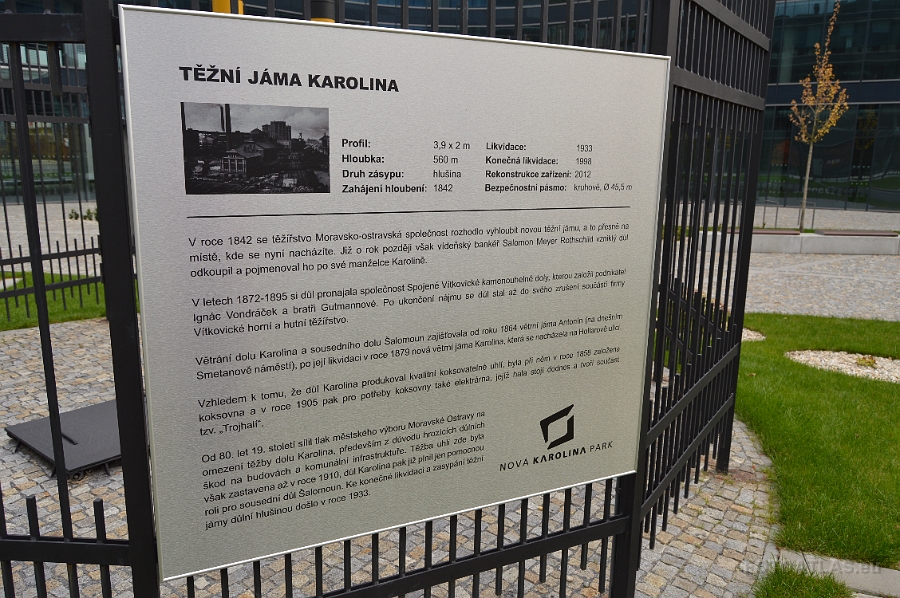 TĚŽNÍ JÁMA KAROLINA
Profil: 3,9 x 2 m
Hloubka: 560 m
Druh zásypu: hlušina
Zahájení hloubení: 1842
Likvidace: 1933
Konečná likvidace: 1998
Rekonstrukce zařízení: 2012
Bezpečnostní pásmo: kruhové, Ø 45,5 m
V roce 1842 se těžířstvo Moravsko-ostravská společnost rozhodlo vyhloubit novou těžní jámu, a to přesně na
místě, kde se nyní nacházíte. Již o rok později však vídeňský bankéř Salomon Meyer Rothschild vzniklý důl
odkoupil a pojmenoval ho po své manželce Karolíně.
V letech 1872-1895 si důl pronajala společnost Spojené Vítkovické kamenouhelné doly, kterou založil podnikatel
Ignác Vondráček a bratři Gutmannové. Po ukončení nájmu se důl stal až do svého zrušení součástí firmy
Vítkovické horní a hutní těžířstvo.
Větrání dolu Karolina a sousedního dolu Šalomoun zajišťovala od roku 1864 větrní jáma Antonín (na dnešním
Smetanově náměstí), po její likvidaci v roce 1879 nová větrní jáma Karolina, která se nacházela na Hollarově ulici
Vzhledem k tomu, že důl Karolina produkoval kvalitní koksovatelné uhlí, byla při něm v roce 1858 založena
koksovna a v roce 1905 pak pro potřeby koksovny také elektrárna, jejíž hala stojí dodnes a tvoří součást
tzv. „Trojhalí“.
Od 80. let 19. století sílil tlak městského výboru Moravské Ostravy na
omezení těžby dolu Karolina, především z důvodu hrozících důlních
škod na budovách a komunální infrastruktuře. Těžba uhlí zde byla
však zastavena až v roce 1910, důl Karolina pak již plnil jen pomocnou
roli pro sousední důl Šalomoun. Ke konečné likvidaci a zasypání těžní
jámy důlní hlušinou došlo v roce 1933.
NOVÁ KAROLINA PARK